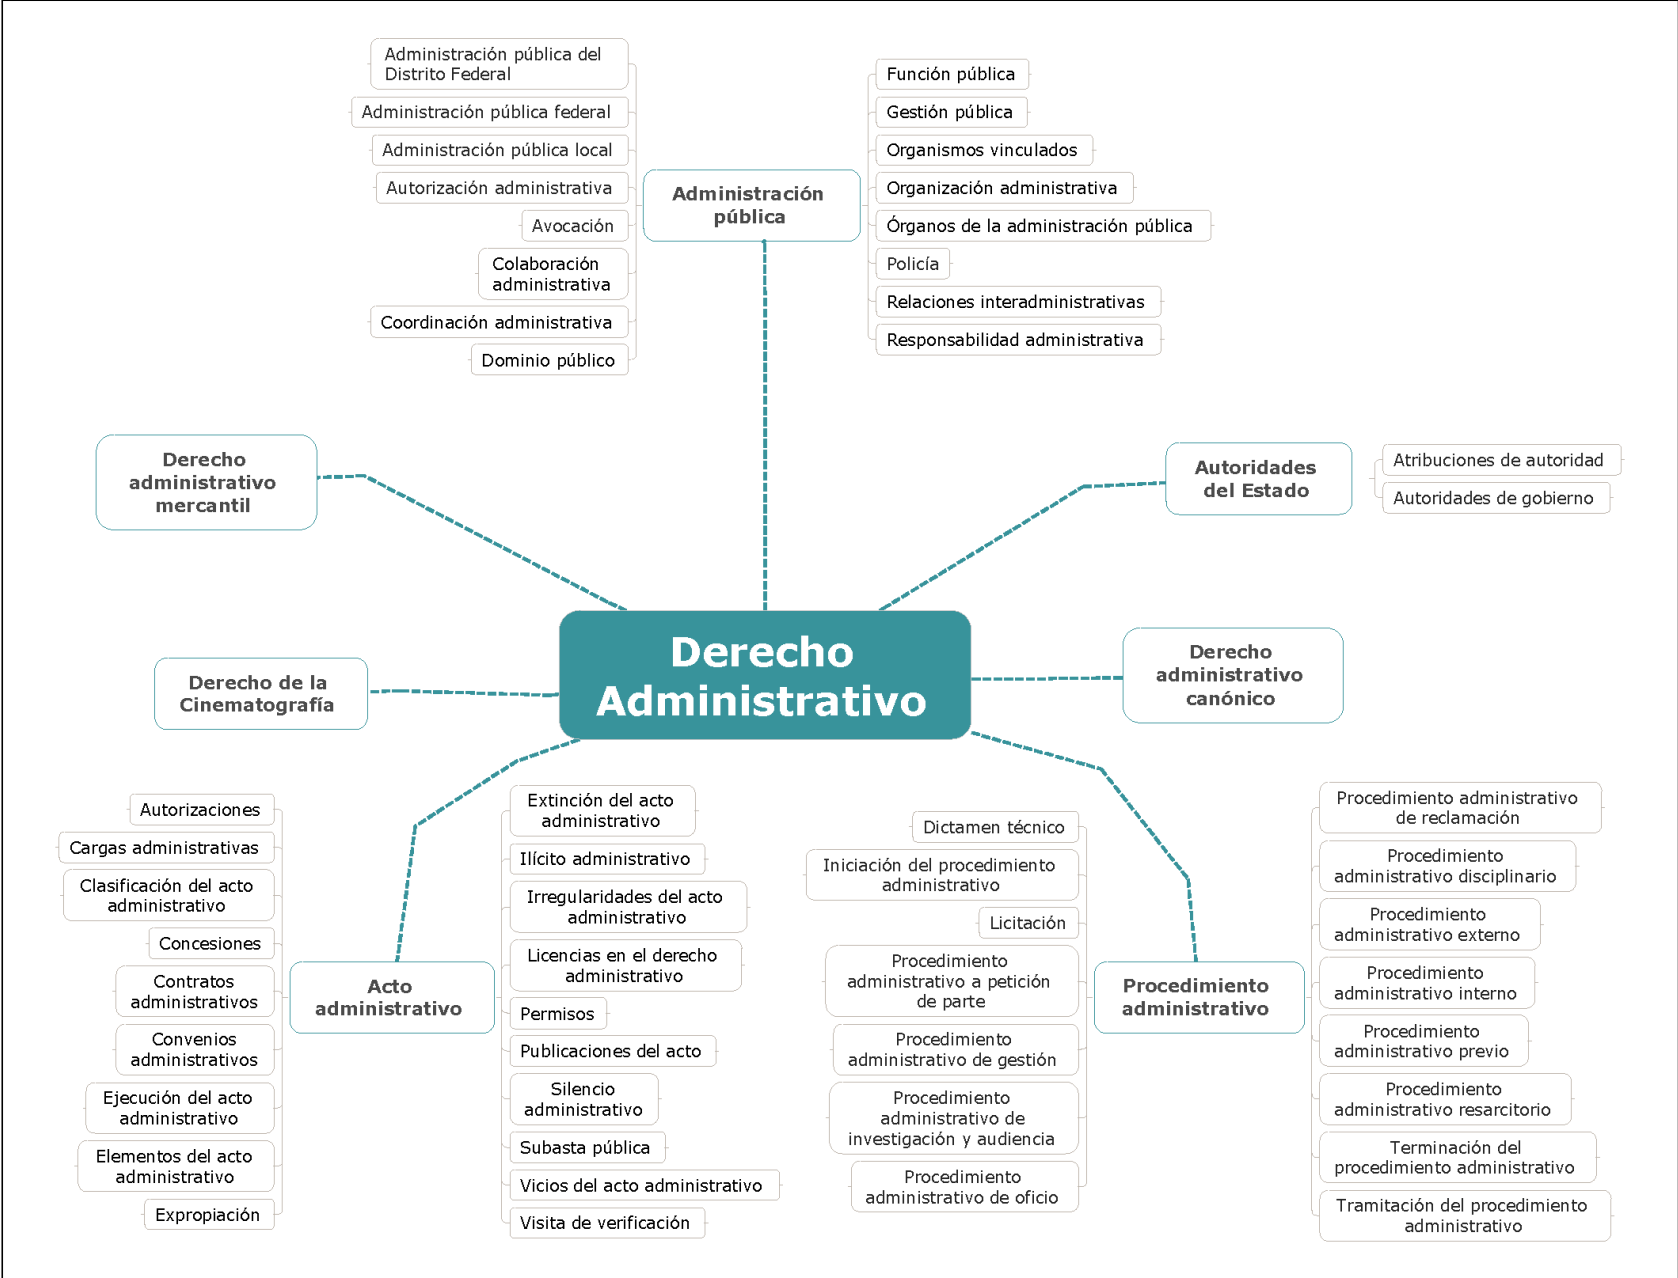 Administración pública del
Distrito Federal
Administración pública federal
Administración pública local
Autorización administrativa
Avocación
Colaboración
administrativa
Coordinación administrativa
Dominio público
Administración
pública
Función pública
Gestión pública
Organismos vinculados
Organización administrativa
Órganos de la administración pública
Policía
Relaciones interadministrativas
Responsabilidad administrativa
Derecho
administrativo
mercantil
Autoridades
del Estado
Atribuciones de autoridad
Autoridades de gobierno
Derecho
Administrativo
Derecho de la
Cinematografía
Derecho
administrativo
canónico
Autorizaciones
Cargas administrativas
Clasificación del acto
administrativo
Concesiones
Contratos
administrativos
Convenios
administrativos
Ejecución del acto
administrativo
Elementos del acto
administrativo
Expropiación
Acto
administrativo
Extinción del acto
administrativo
Ilícito administrativo
Irregularidades del acto
administrativo
Licencias en el derecho
administrativo
Permisos
Publicaciones del acto
Silencio
administrativo
Subasta pública
Vicios del acto administrativo
Visita de verificación
Dictamen técnico
Iniciación del procedimiento
administrativo
Licitación
Procedimiento
administrativo a petición
de parte
Procedimiento
administrativo de gestión
Procedimiento
administrativo de
investigación y audiencia
Procedimiento
administrativo de oficio
Procedimiento
administrativo
Procedimiento administrativo
de reclamación
Procedimiento
administrativo disciplinario
Procedimiento
administrativo externo
Procedimiento
administrativo interno
Procedimiento
administrativo previo
Procedimiento
administrativo resarcitorio
Terminación del
procedimiento administrativo
Tramitación del procedimiento
administrativo